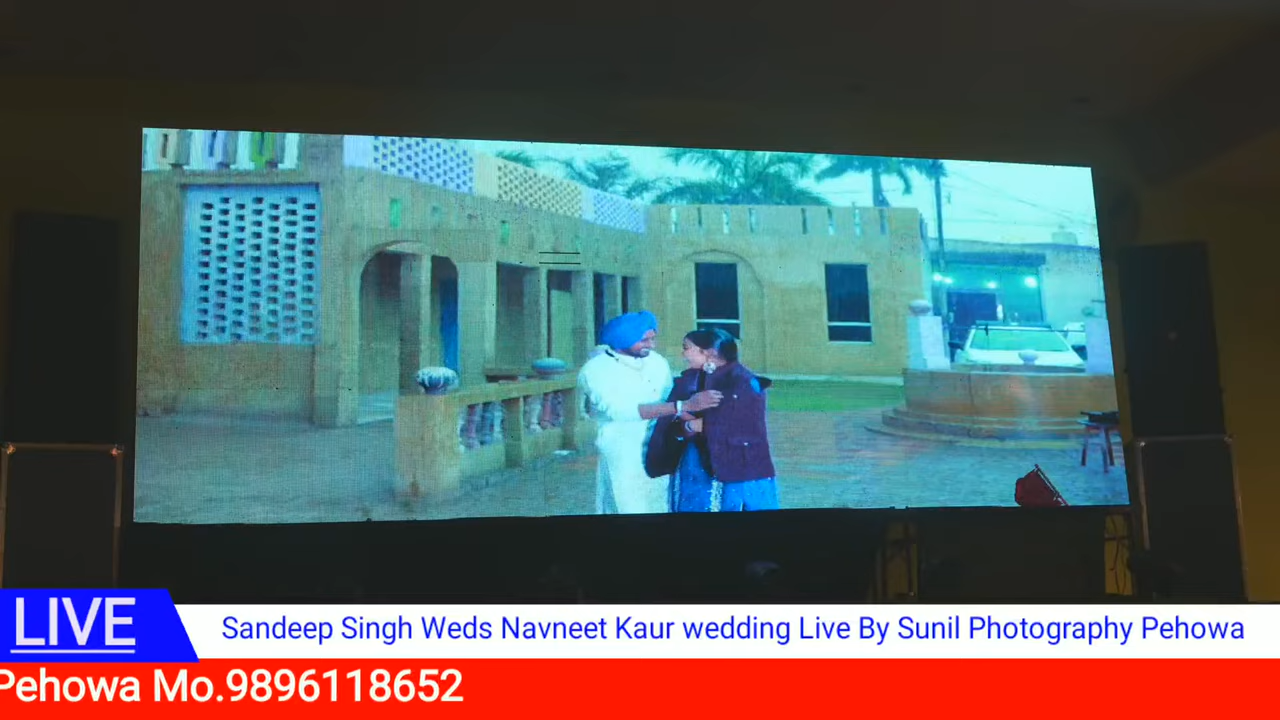 LIVE
Sandeep Singh Weds Navneet Kaur wedding Live By Sunil Photography Pehowa
Pehowa Mo.9896118652